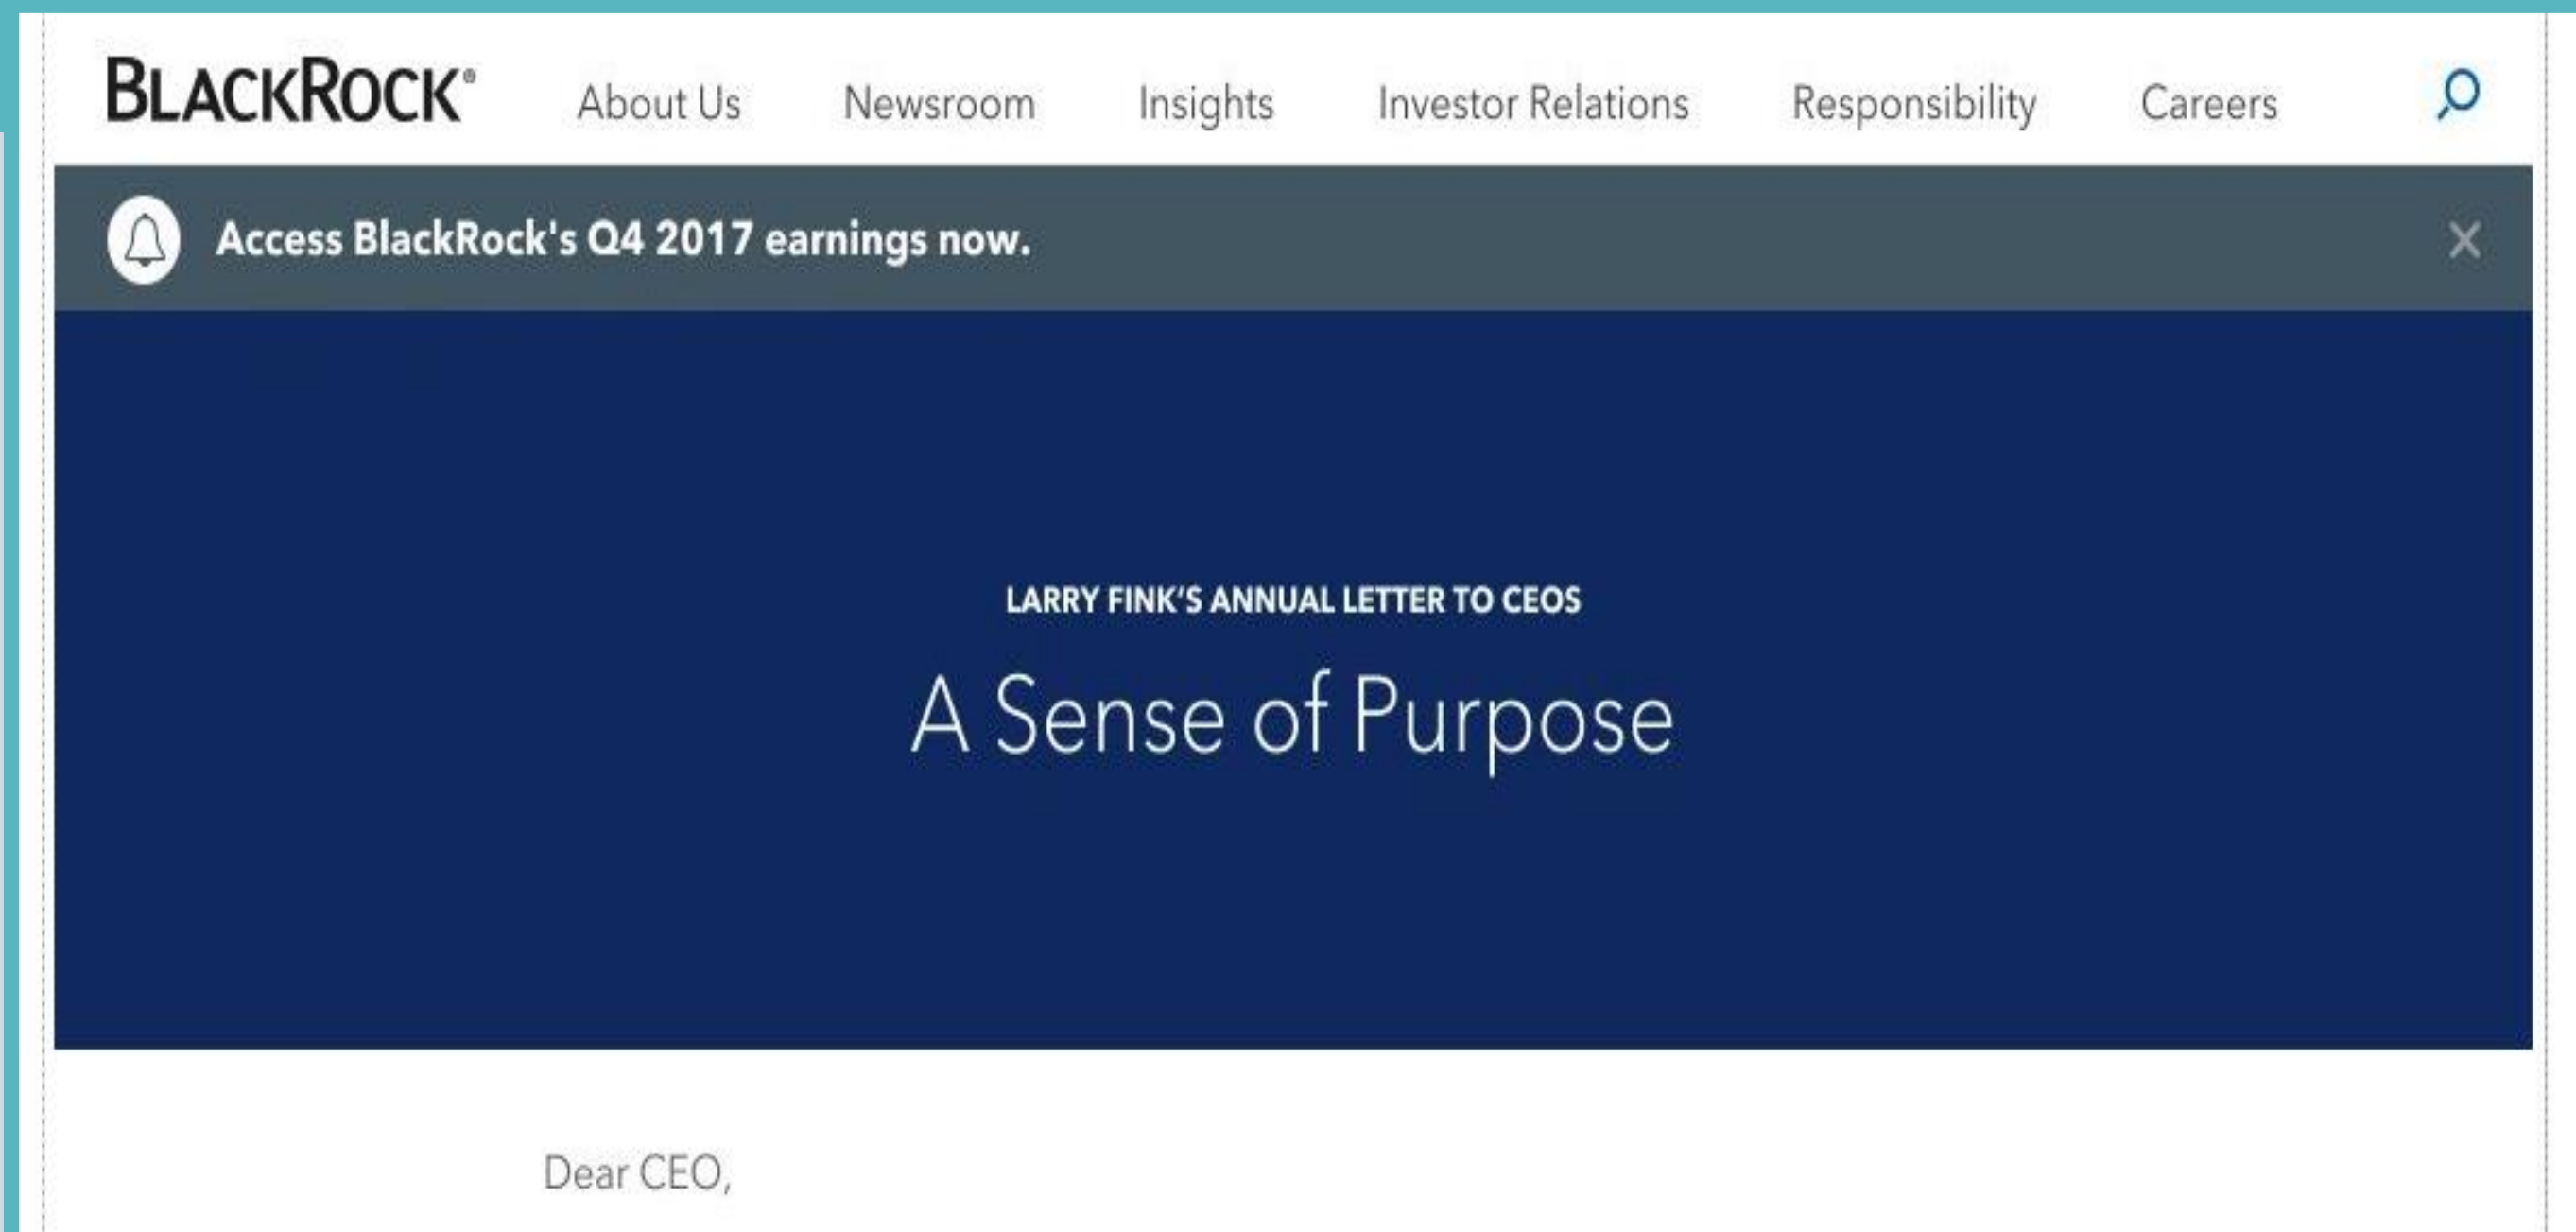 BLACKROCK® About Us Newsroom Insights Investor Relations Responsibility Careers
Access BlackRock's Q4 2017 earnings now.
LARRY FINK'S ANNUAL LETTER TO CEOS
A Sense of Purpose
Dear CEO,